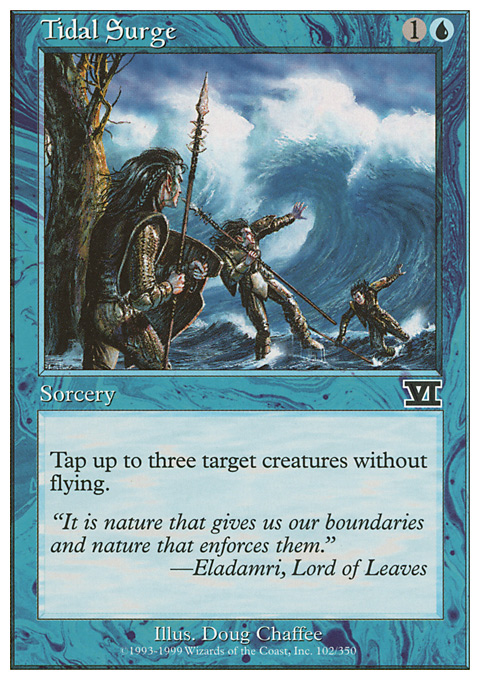 Tidal Surge 1
Sorcery VI
Tap up to three target creatures without
flying.
“It is nature that gives us our boundaries
and nature that enforces them.”
—Eladamri, Lord of Leaves
Illus. Doug Chaffee
© 1993-1999 Wizards of the Coast, Inc. 102/350